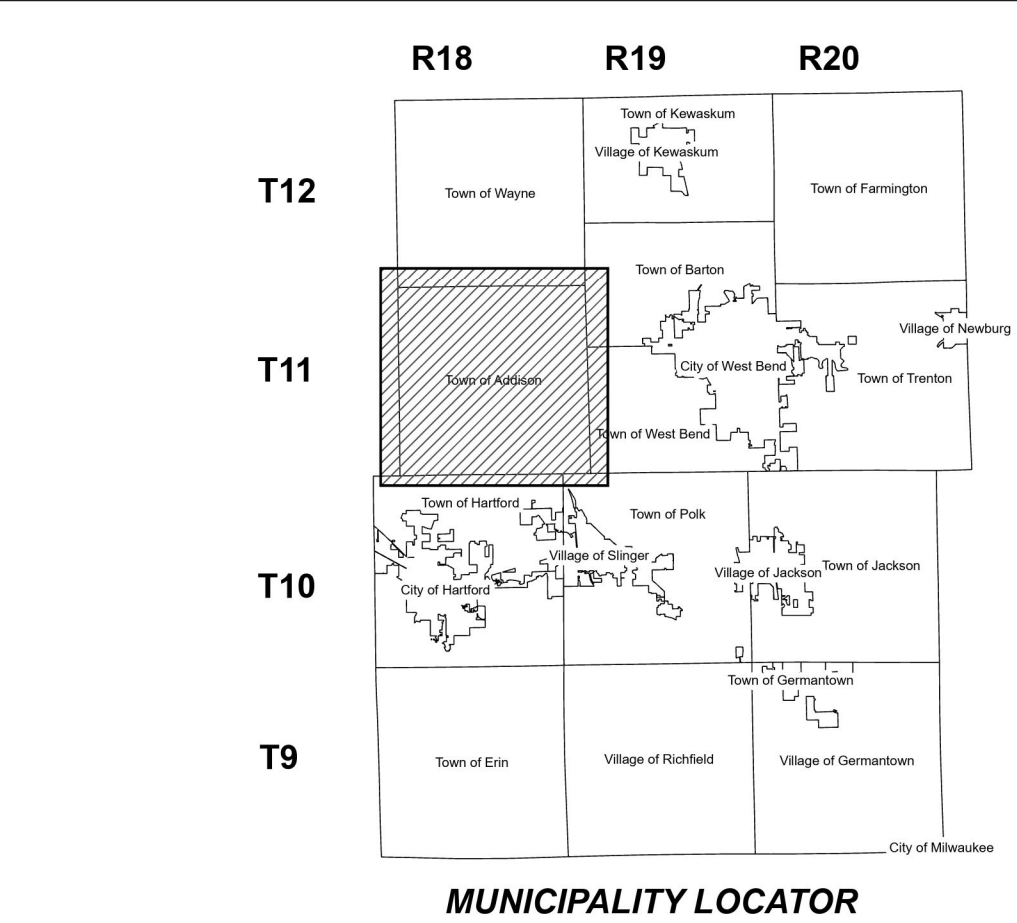 R18 R19 R20
Town of Kewaskum
Village of Kewaskum
T12
Town of Wayne
Town of Farmington
Town of Barton
Village of Newburg
T11
City of West Bend
Town of Addison
Town of Trenton
Town of West Bend
Town of Hartford
Town of Polk
Village of Slinger
T10
Village of Jackson
Town of Jackson
City of Hartford
Town of Germantown
T9
Town of Erin
Village of Richfield
Village of Germantown
City of Milwaukee
MUNICIPALITY LOCATOR